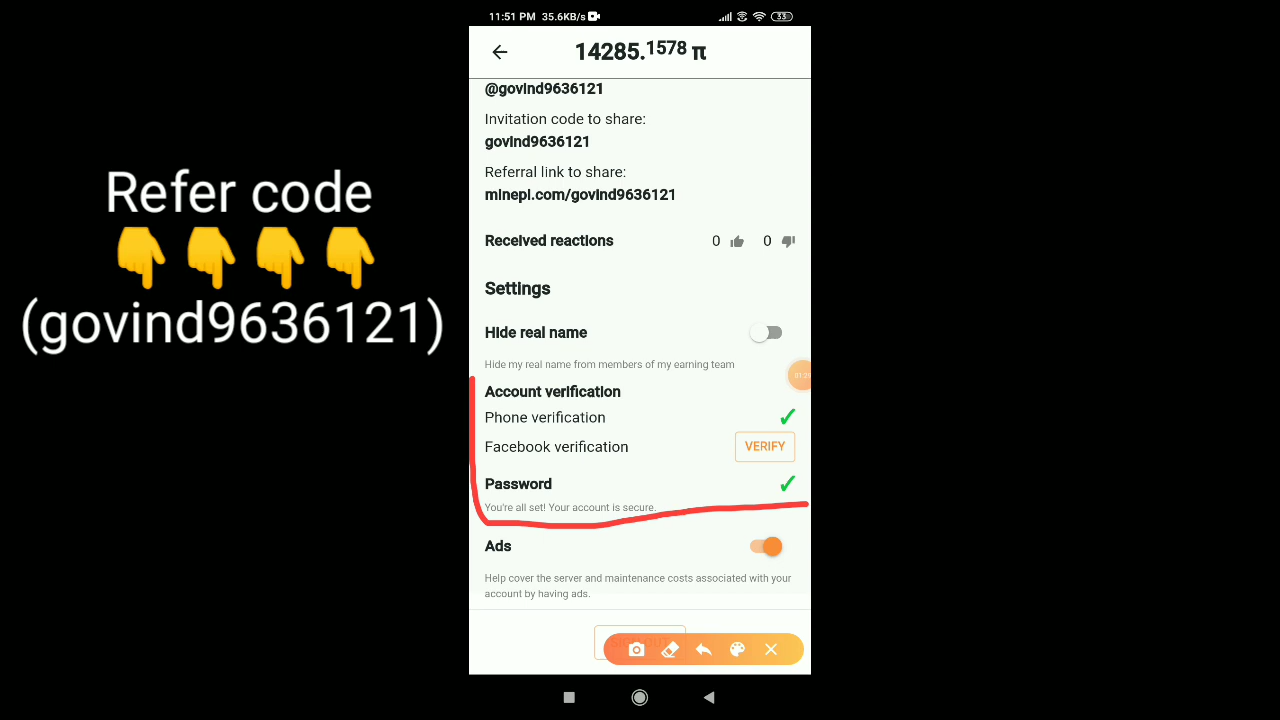 Refer code
👇👇👇👇
(govind9636121)
11:51 PM 35.6KB/s
33
14285.1578 π
@govind9636121
Invitation code to share:
govind9636121
Referral link to share:
minepi.com/govind9636121
Received reactions 0 0
Settings
Hide real name
Hide my real name from members of my earning team
Account verification
Phone verification ✓
Facebook verification VERIFY
Password ✓
You're all set! Your account is secure.
Ads
Help cover the server and maintenance costs associated with your
account by having ads.